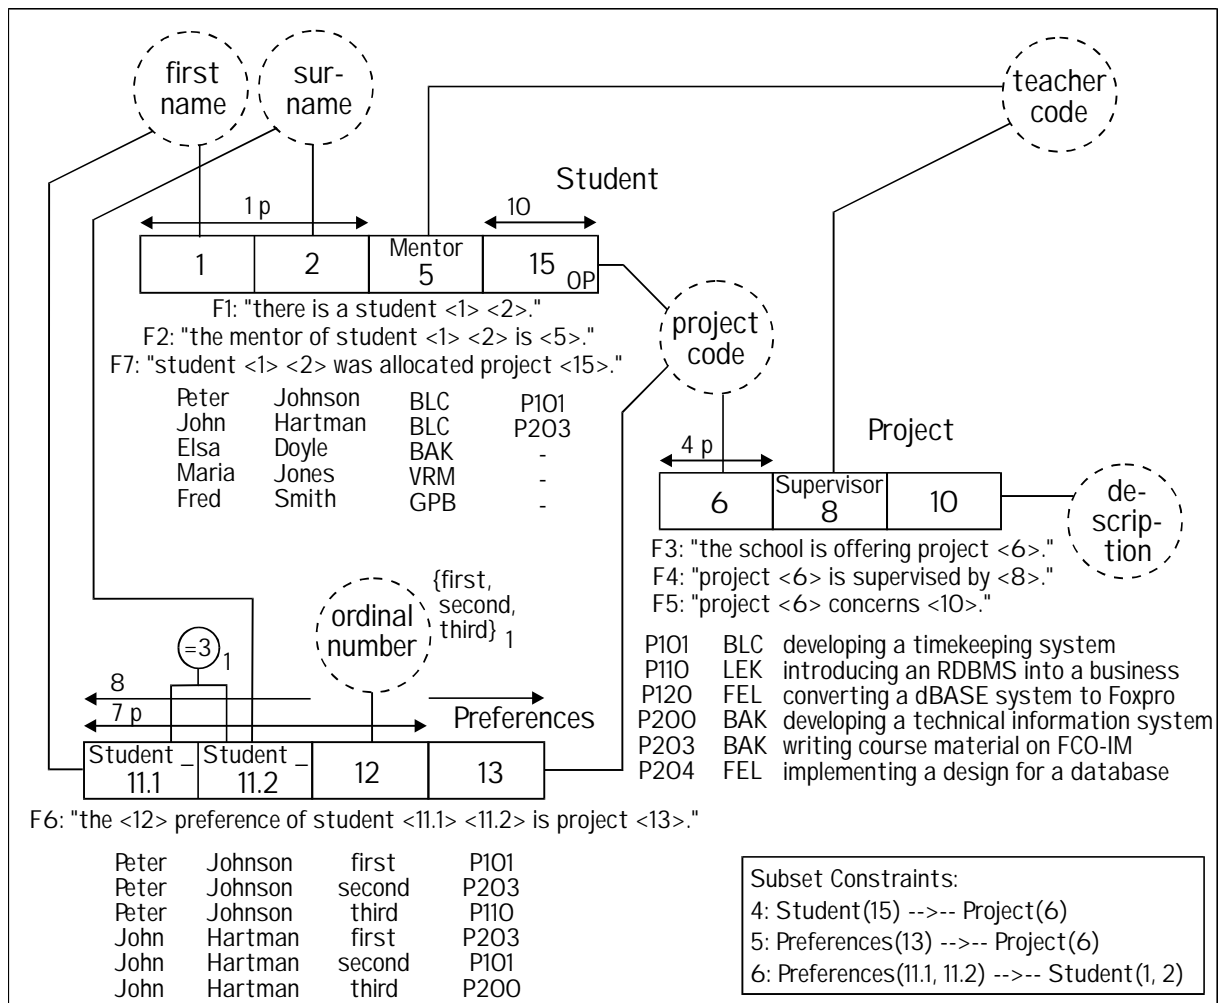 first
name
sur-
name
teacher
code
Student
1 p
10
1
2
Mentor
5
15
OP
F1: "there is a student <1> <2>."
F2: "the mentor of student <1> <2> is <5>."
F7: "student <1> <2> was allocated project <15>."
Peter Johnson BLC P101
John Hartman BLC P203
Elsa Doyle BAK -
Maria Jones VRM -
Fred Smith GPB -
project
code
Project
4 p
6
Supervisor
8
10
de-
scrip-
tion
F3: "the school is offering project <6>."
F4: "project <6> is supervised by <8>."
F5: "project <6> concerns <10>."
P101 BLC developing a timekeeping system
P110 LEK introducing an RDBMS into a business
P120 FEL converting a dBASE system to Foxpro
P200 BAK developing a technical information system
P203 BAK writing course material on FCO-IM
P204 FEL implementing a design for a database
ordinal
number
{first,
second,
third} 1
=3 1
8
7 p
Preferences
Student _
11.1
Student _
11.2
12
13
F6: "the <12> preference of student <11.1> <11.2> is project <13>."
Peter Johnson first P101
Peter Johnson second P203
Peter Johnson third P110
John Hartman first P203
John Hartman second P101
John Hartman third P200
Subset Constraints:
4: Student(15) -->-- Project(6)
5: Preferences(13) -->-- Project(6)
6: Preferences(11.1, 11.2) -->-- Student(1, 2)